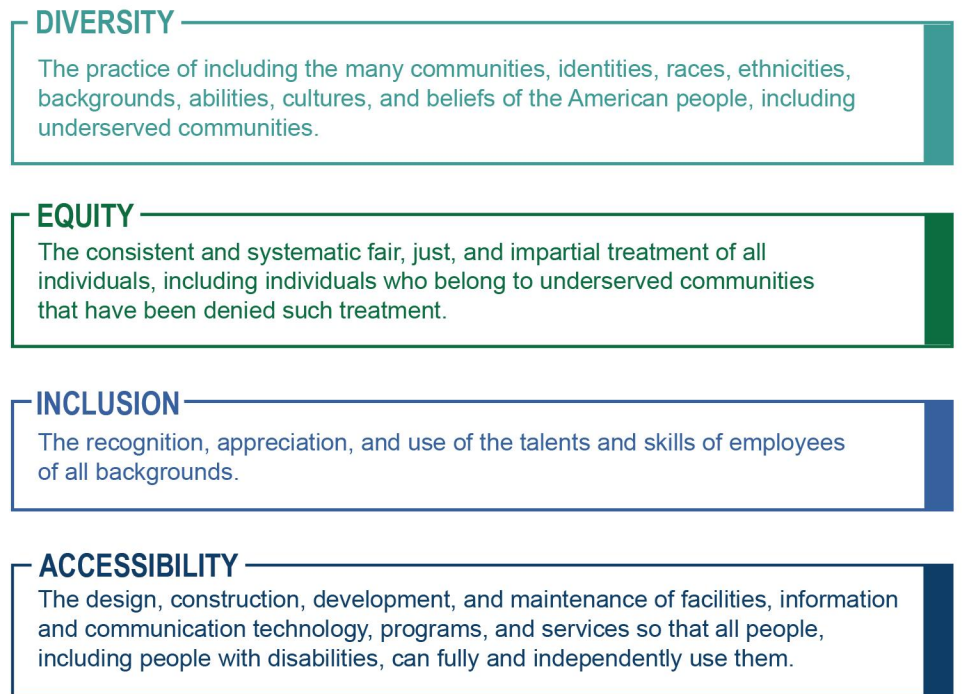 DIVERSITY
The practice of including the many communities, identities, races, ethnicities,
backgrounds, abilities, cultures, and beliefs of the American people, including
underserved communities.
EQUITY
The consistent and systematic fair, just, and impartial treatment of all
individuals, including individuals who belong to underserved communities
that have been denied such treatment.
INCLUSION
The recognition, appreciation, and use of the talents and skills of employees
of all backgrounds.
ACCESSIBILITY
The design, construction, development, and maintenance of facilities, information
and communication technology, programs, and services so that all people,
including people with disabilities, can fully and independently use them.